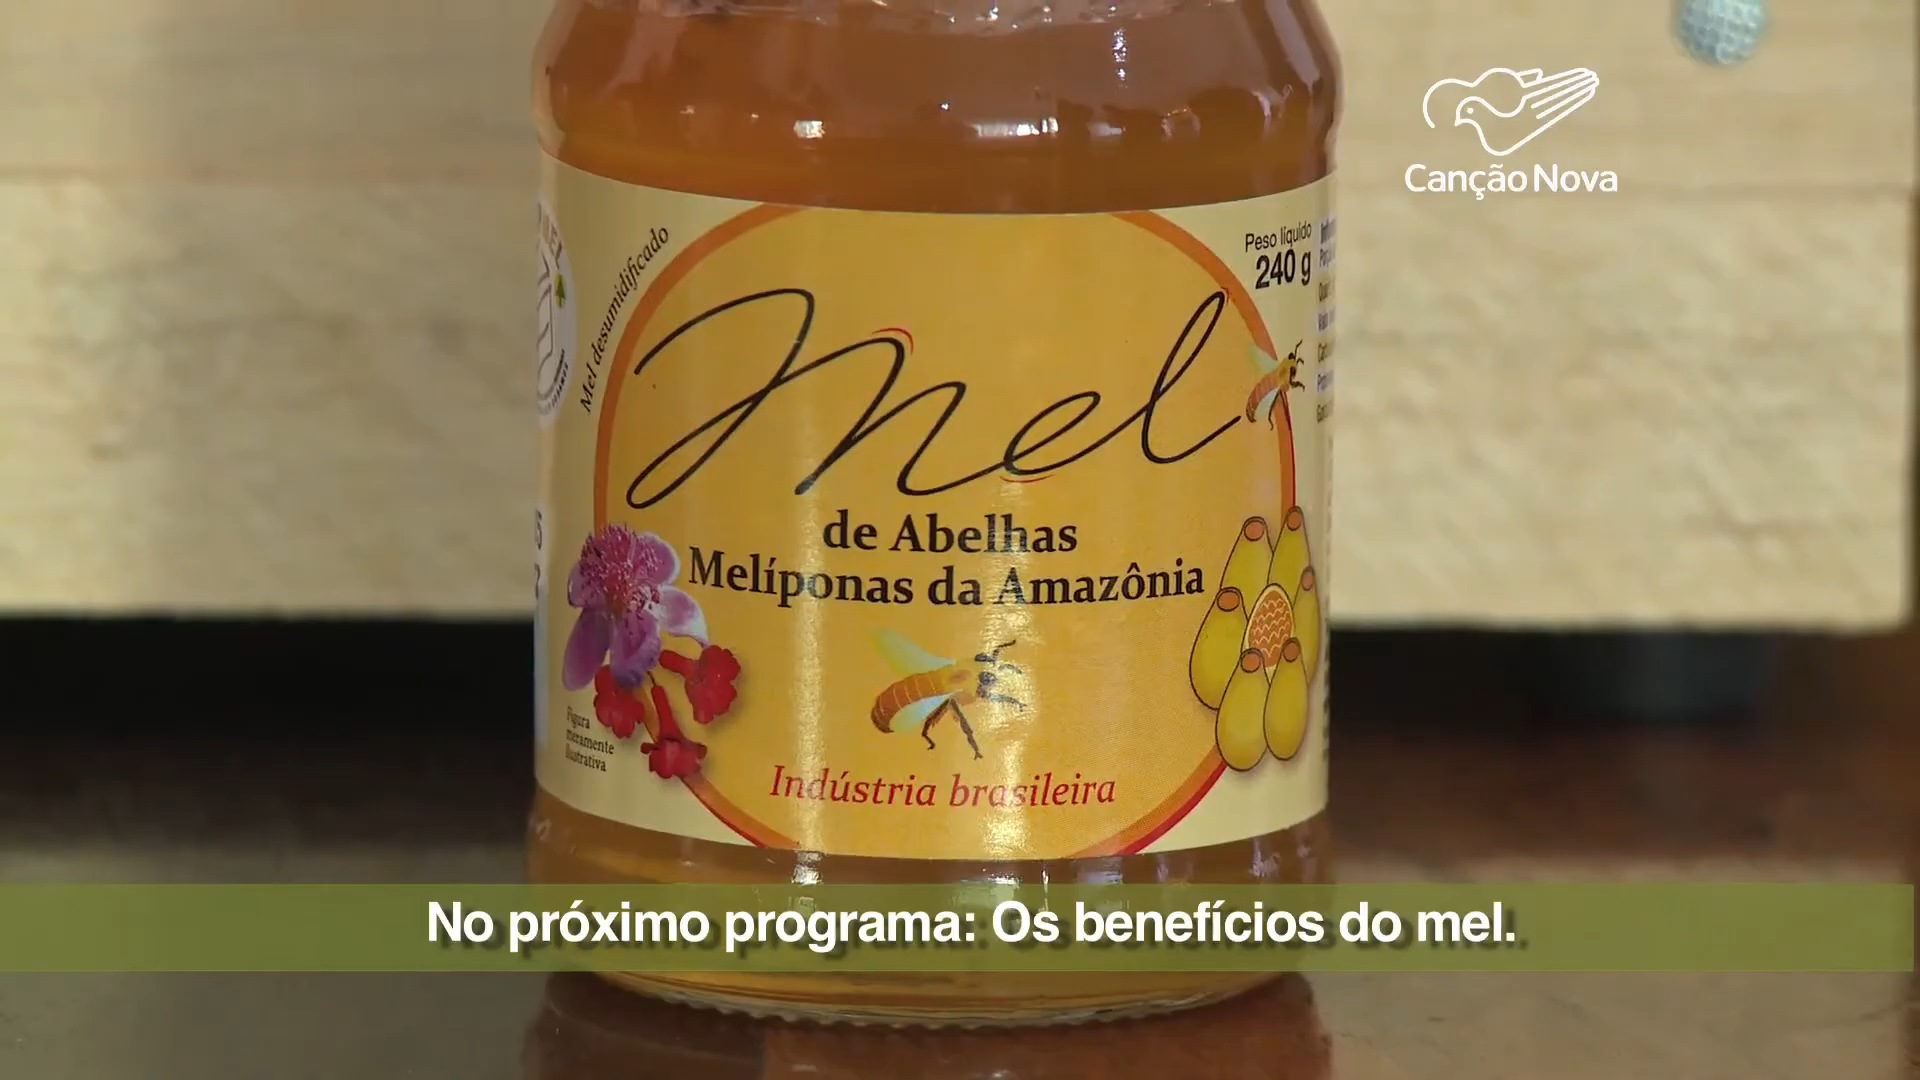 Canção Nova
Mel desumidificado
Peso líquido
240 g
Mel
de Abelhas
Melíponas da Amazônia
Figura
meramente
ilustrativa
Indústria brasileira
No próximo programa: Os benefícios do mel.